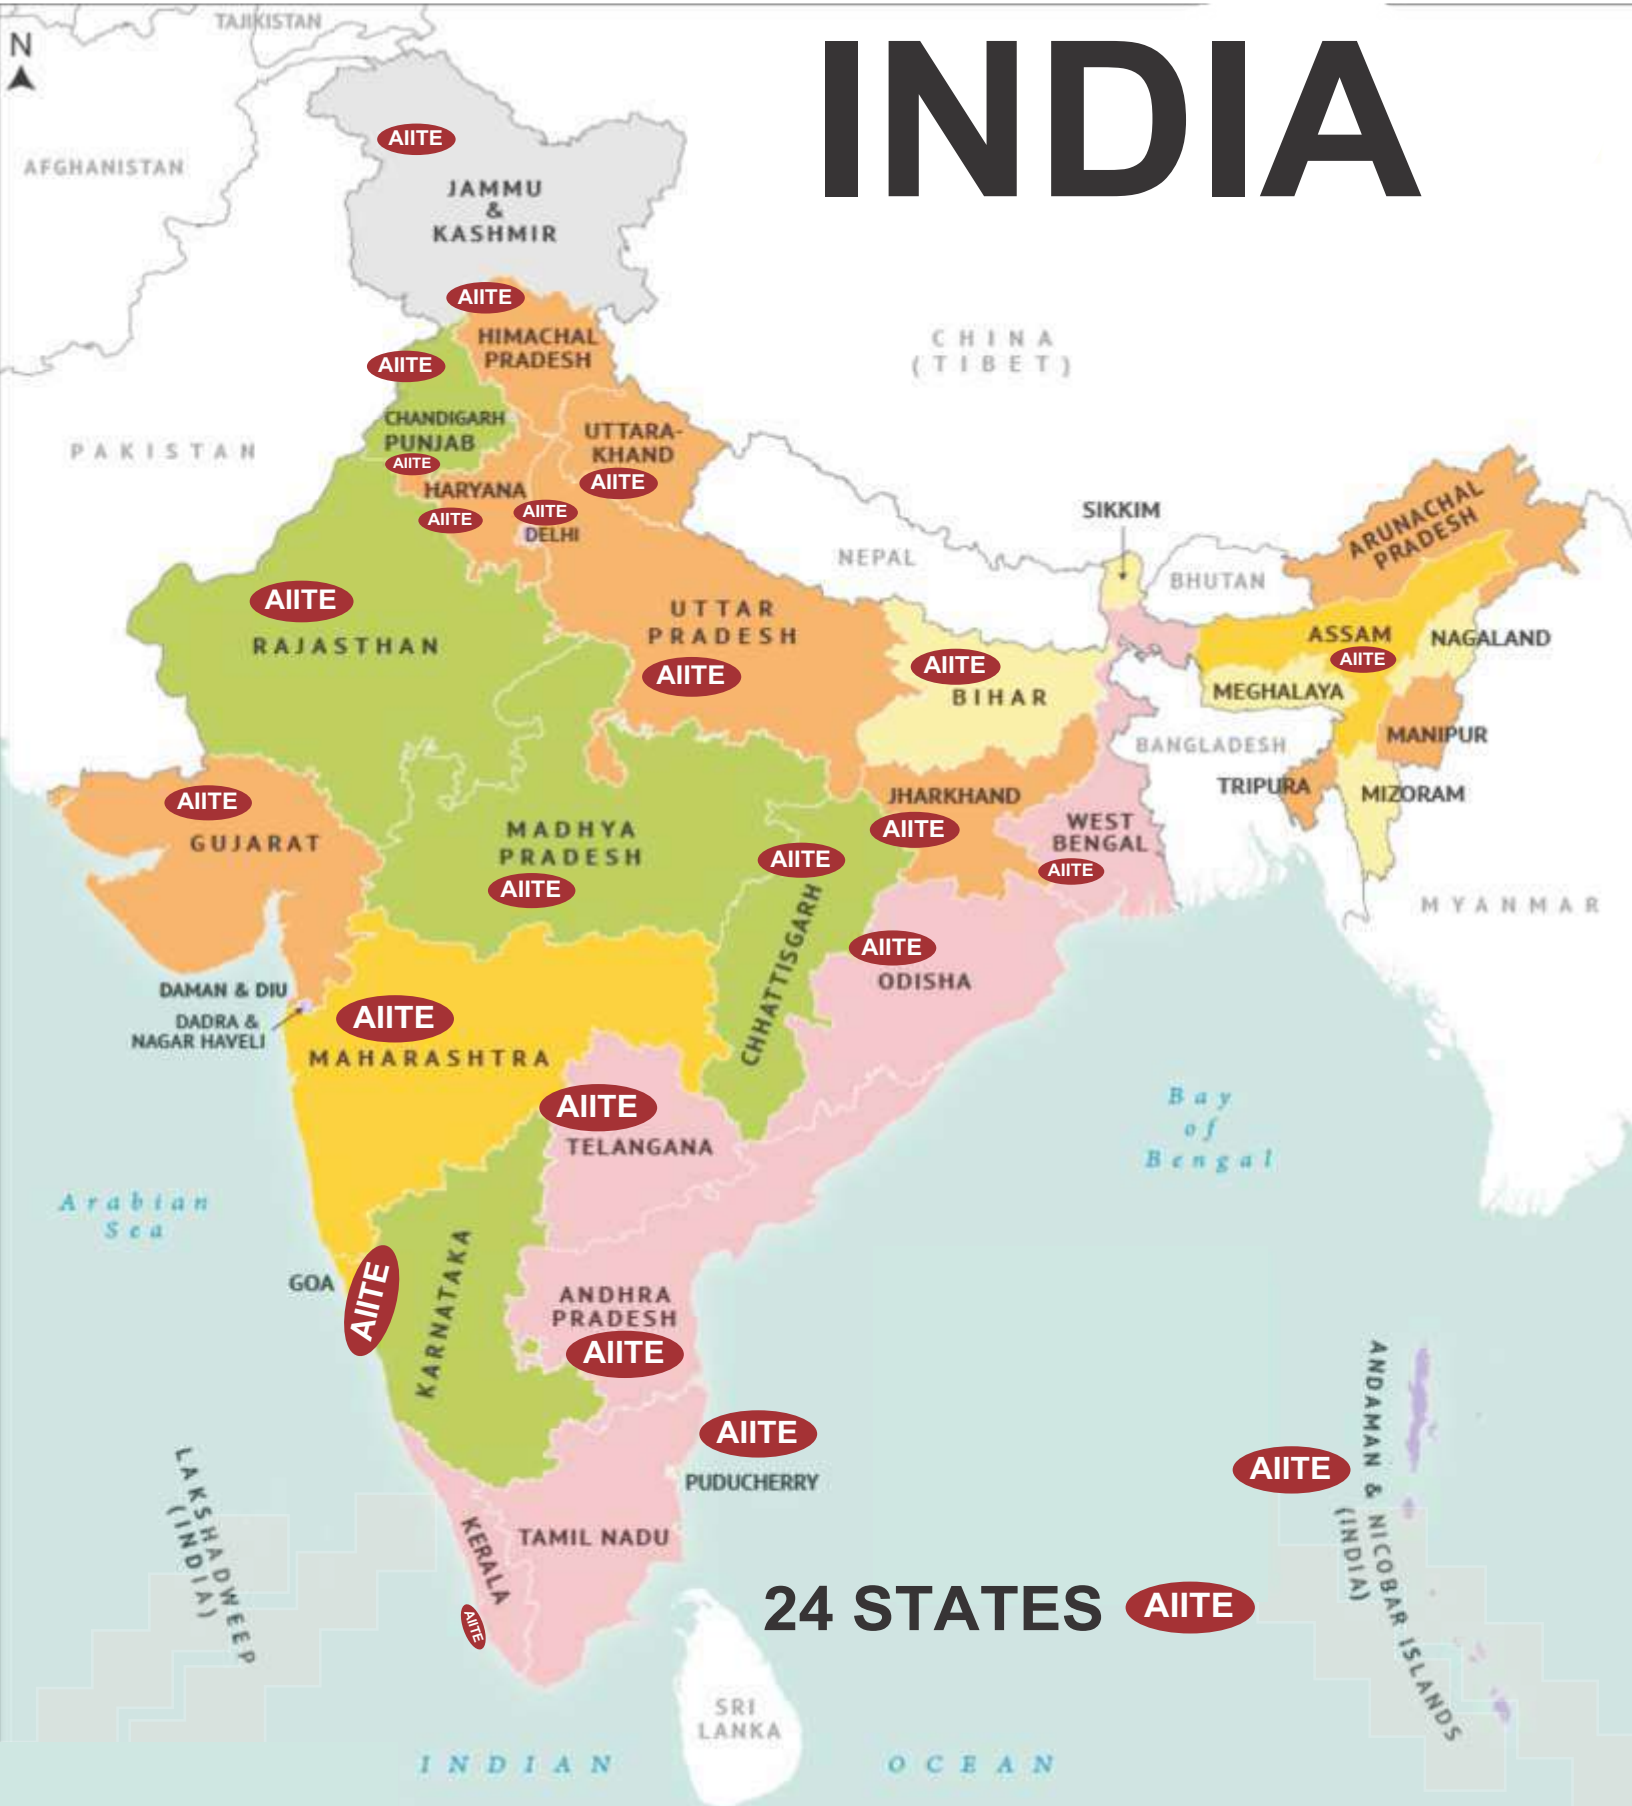 TAJIKISTAN
N
INDIA
AIITE
AFGHANISTAN
JAMMU
&
KASHMIR
AIITE
HIMACHAL
PRADESH
CHINA
(TIBET)
AIITE
CHANDIGARH
PUNJAB
AIITE
UTTARA-
KHAND
AIITE
PAKISTAN
HARYANA
AIITE
AIITE
DELHI
SIKKIM
ARUNACHAL
PRADESH
NEPAL
BHUTAN
AIITE
RAJASTHAN
UTTAR
PRADESH
AIITE
AIITE
BIHAR
ASSAM
AIITE
NAGALAND
MEGHALAYA
MANIPUR
BANGLADESH
TRIPURA
MIZORAM
AIITE
GUJARAT
MADHYA
PRADESH
AIITE
JHARKHAND
AIITE
WEST
BENGAL
AIITE
AIITE
CHHATTISGARH
MYANMAR
AIITE
ODISHA
DAMAN & DIU
DADRA &
NAGAR HAVELI
AIITE
MAHARASHTRA
AIITE
TELANGANA
Bay
of
Bengal
Arabian
Sea
GOA
AIITE
KARNATAKA
ANDHRA
PRADESH
AIITE
AIITE
PUDUCHERRY
AIITE
ANDAMAN & NICOBAR ISLANDS
(INDIA)
LAKSHADWEEP
(INDIA)
KERALA
AIITE
TAMIL NADU
24 STATES AIITE
SRI
LANKA
INDIAN OCEAN